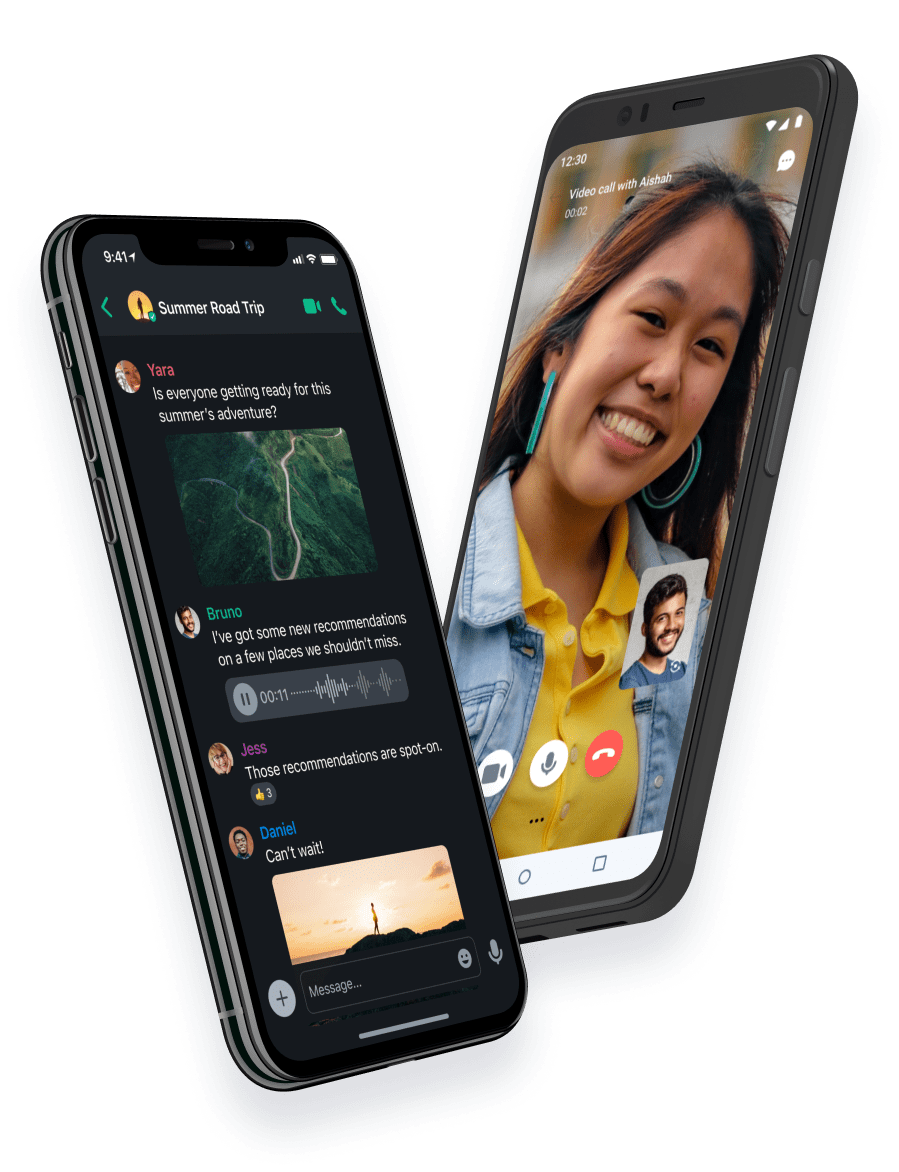 9:41
Summer Road Trip
Yara
Is everyone getting ready for this
summer's adventure?
Bruno
I've got some new recommendations
on a few places we shouldn't miss.
00:11
Jess
Those recommendations are spot-on.
👍 3
Daniel
Can't wait!
Message...
12:30
Video call with Aishah
00:02